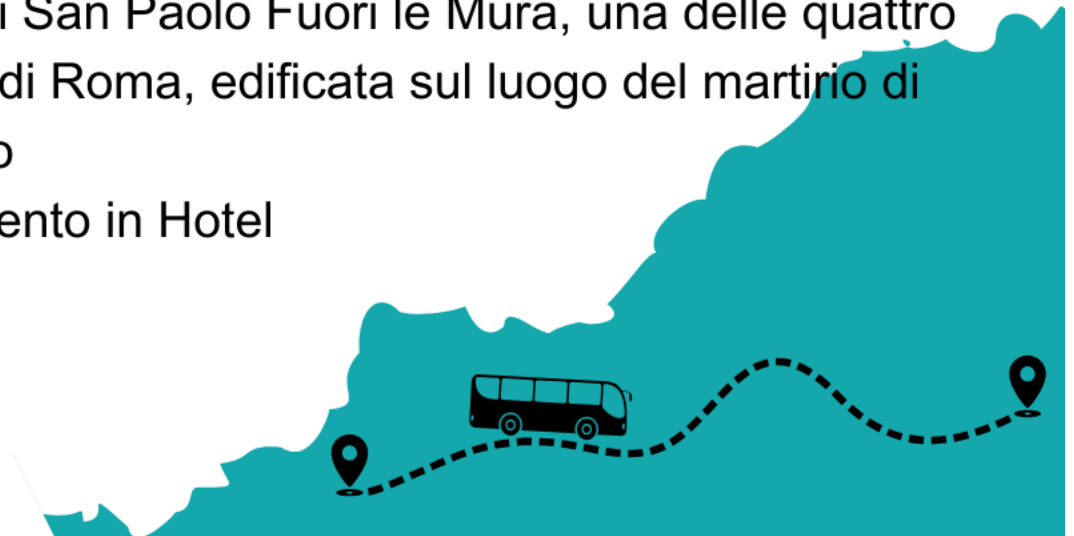 i San Paolo Fuori le Mura, una delle quattro
di Roma, edificata sul luogo del martirio di
o
ento in Hotel